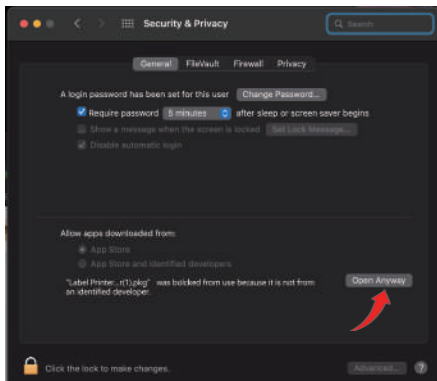 Security & Privacy
Search
General FileVault Firewall Privacy
A login password has been set for this user Change Password...
Require password 5 minutes after sleep or screen saver begins
Show a message when the screen is locked Set Lock Message...
Disable automatic login
Allow apps downloaded from:
App Store
App Store and identified developers
"Label Printer...r(1).pkg" was bolcked from use because it is not from Open Anyway
an identified developer.
Click the lock to make changes. Advanced... ?